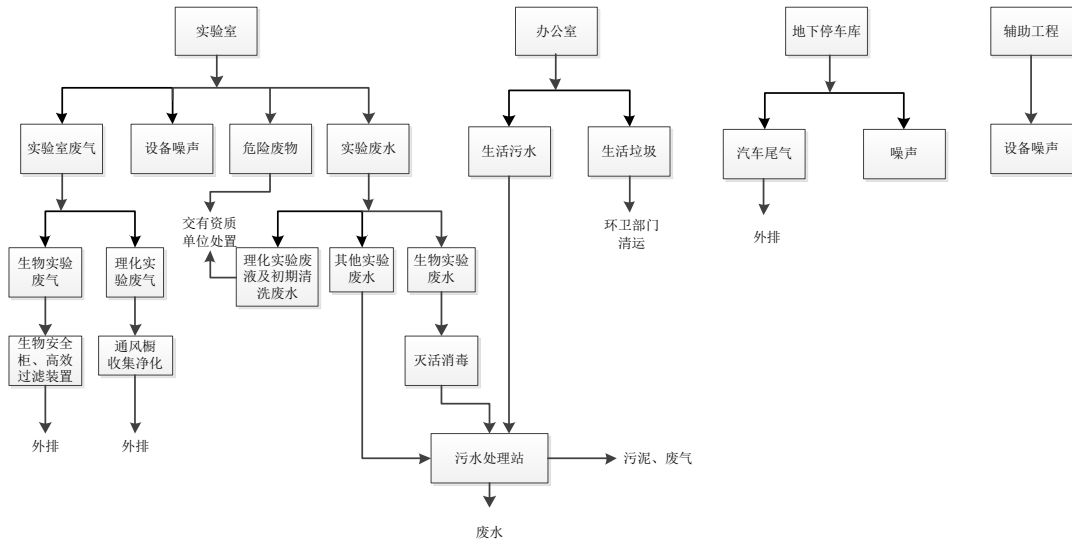 实验室
办公室
地下停车库
辅助工程
实验室废气
设备噪声
危险废物
实验废水
生活污水
生活垃圾
汽车尾气
噪声
设备噪声
交有资质
单位处置
环卫部门
清运
外排
生物实验
废气
理化实
验废气
理化实验废
液及初期清
洗废水
其他实验
废水
生物实验
废水
生物安全
柜、高效
过滤装置
通风橱
收集净化
灭活消毒
外排
外排
污水处理站
污泥、废气
废水